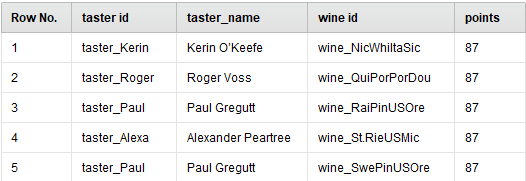 Row No. taster id taster_name wine id points
1 taster_Kerin Kerin O'Keefe wine_NicWhiItaSic 87
2 taster_Roger Roger Voss wine_QuiPorPorDou 87
3 taster_Paul Paul Gregutt wine_RaiPinUSOre 87
4 taster_Alexa Alexander Peartree wine_St.RieUSMic 87
5 taster_Paul Paul Gregutt wine_SwePinUSOre 87